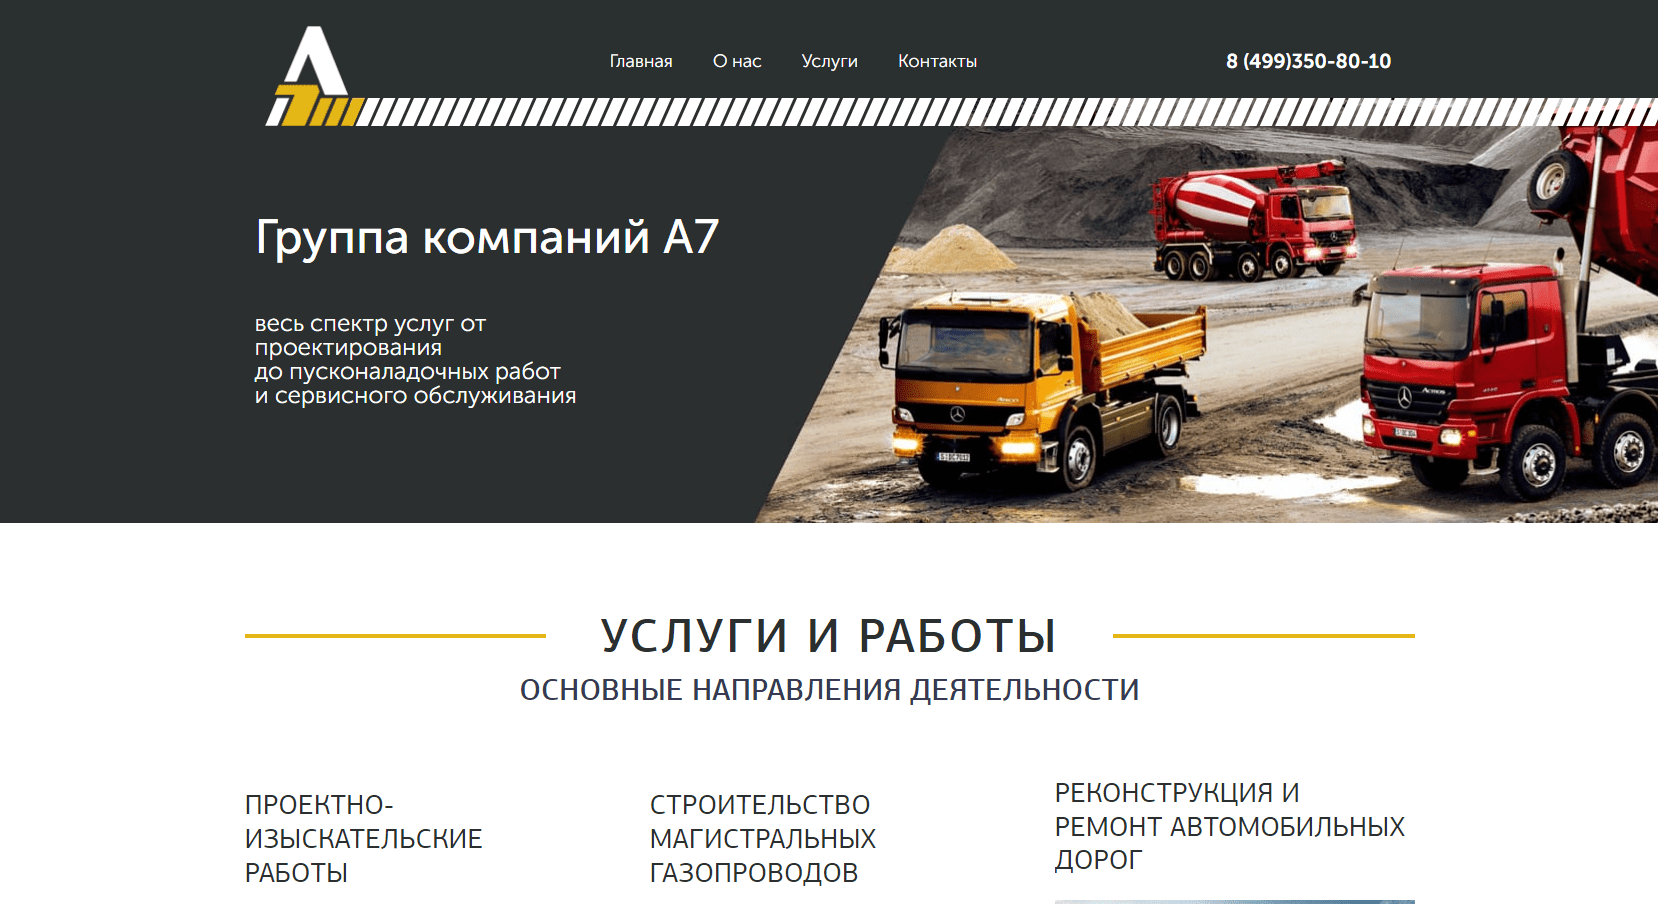 Главная О нас Услуги Контакты 8 (499)350-80-10
Группа компаний А7
весь спектр услуг от
проектирования
до пусконаладочных работ
и сервисного обслуживания
УСЛУГИ И РАБОТЫ
ОСНОВНЫЕ НАПРАВЛЕНИЯ ДЕЯТЕЛЬНОСТИ
ПРОЕКТНО-
ИЗЫСКАТЕЛЬСКИЕ
РАБОТЫ
СТРОИТЕЛЬСТВО
МАГИСТРАЛЬНЫХ
ГАЗОПРОВОДОВ
РЕКОНСТРУКЦИЯ И
РЕМОНТ АВТОМОБИЛЬНЫХ
ДОРОГ